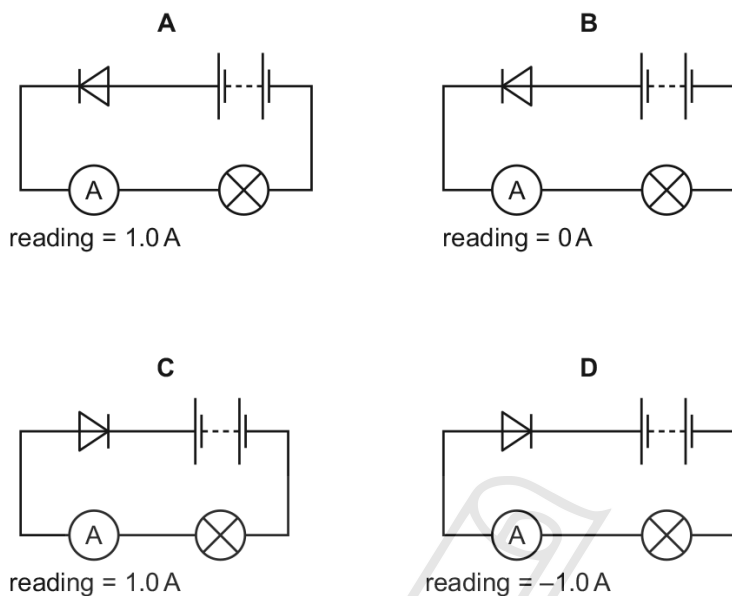 A
B
A
A
reading = 1.0 A
reading = 0 A
C
D
A
A
reading = 1.0 A
reading = –1.0 A